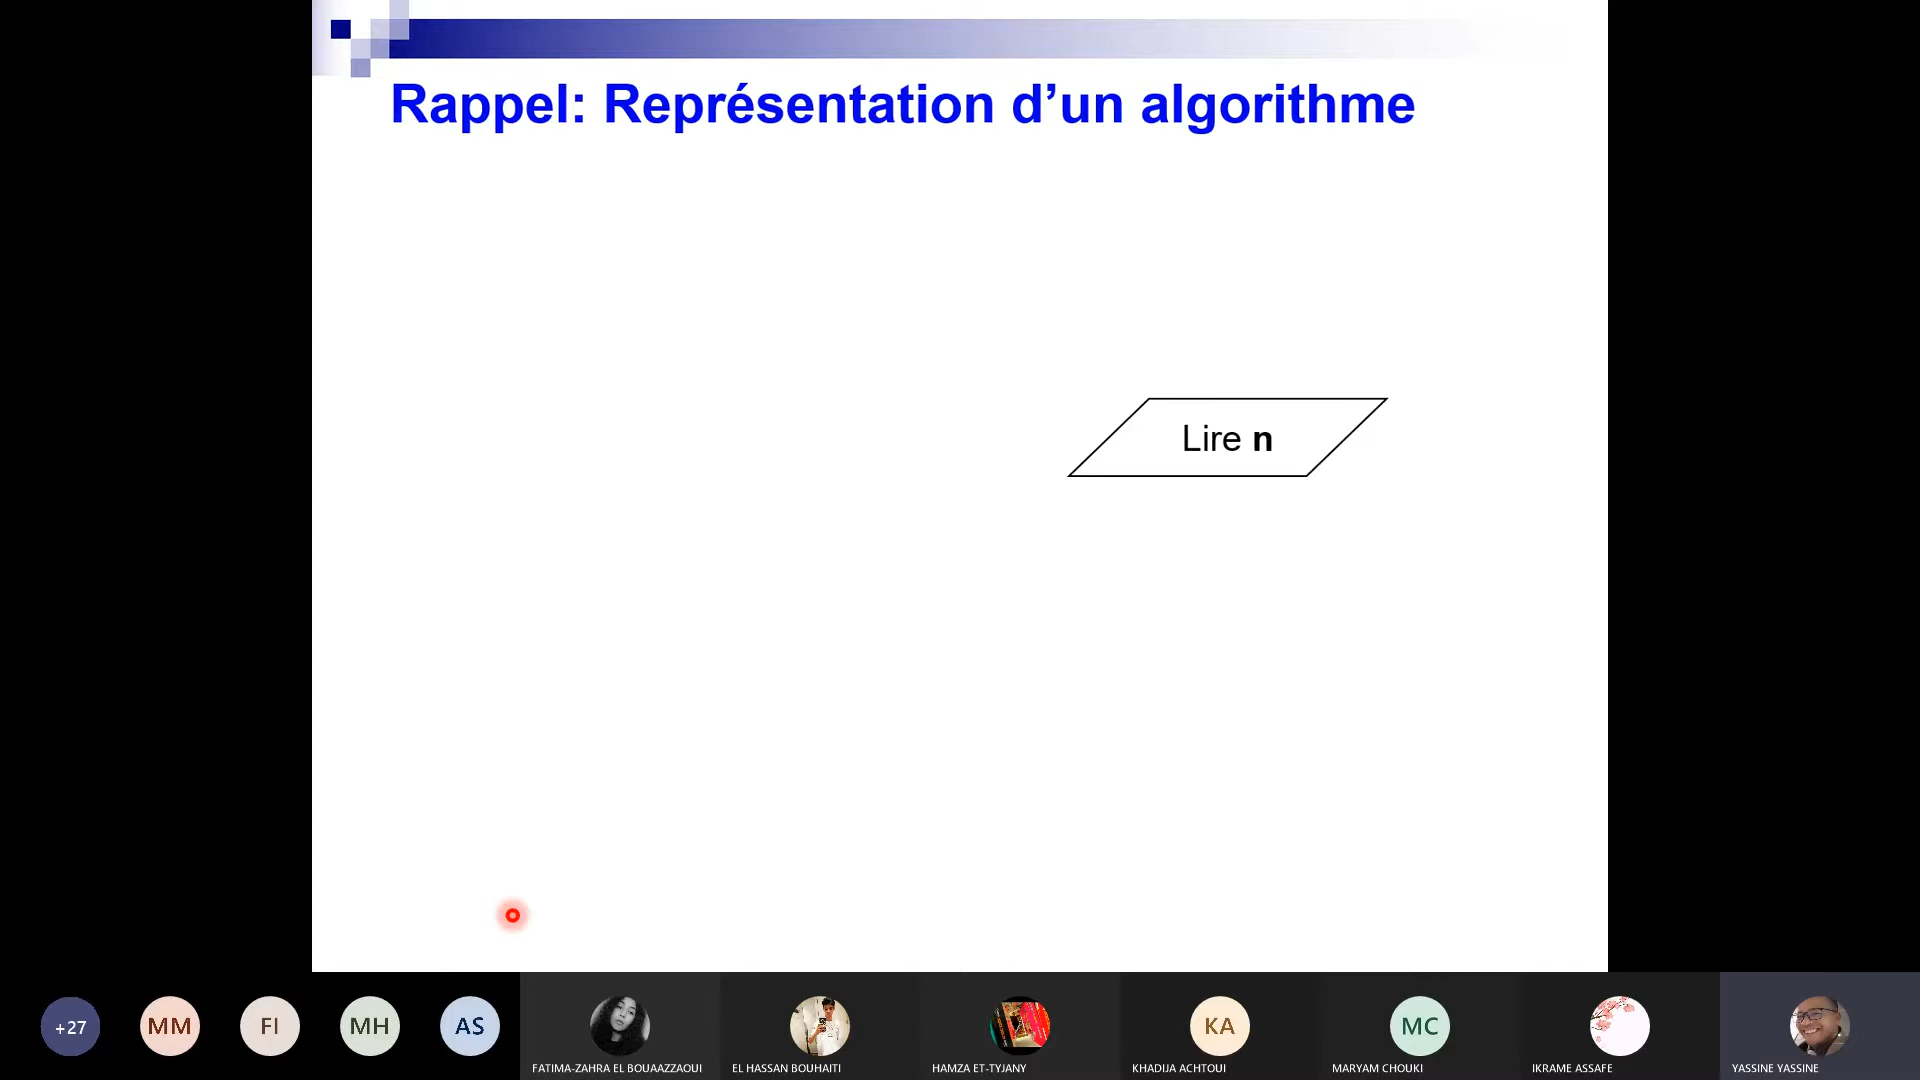 Rappel: Représentation d’un algorithme
Lire n
+27
MM
FI
MH
AS
KA
MC
FATIMA-ZAHRA EL BOUAAZZAOUI
EL HASSAN BOUHAITI
HAMZA ET-TYJANY
KHADIJA ACHTOUI
MARYAM CHOUKI
IKRAME ASSAFE
YASSINE YASSINE